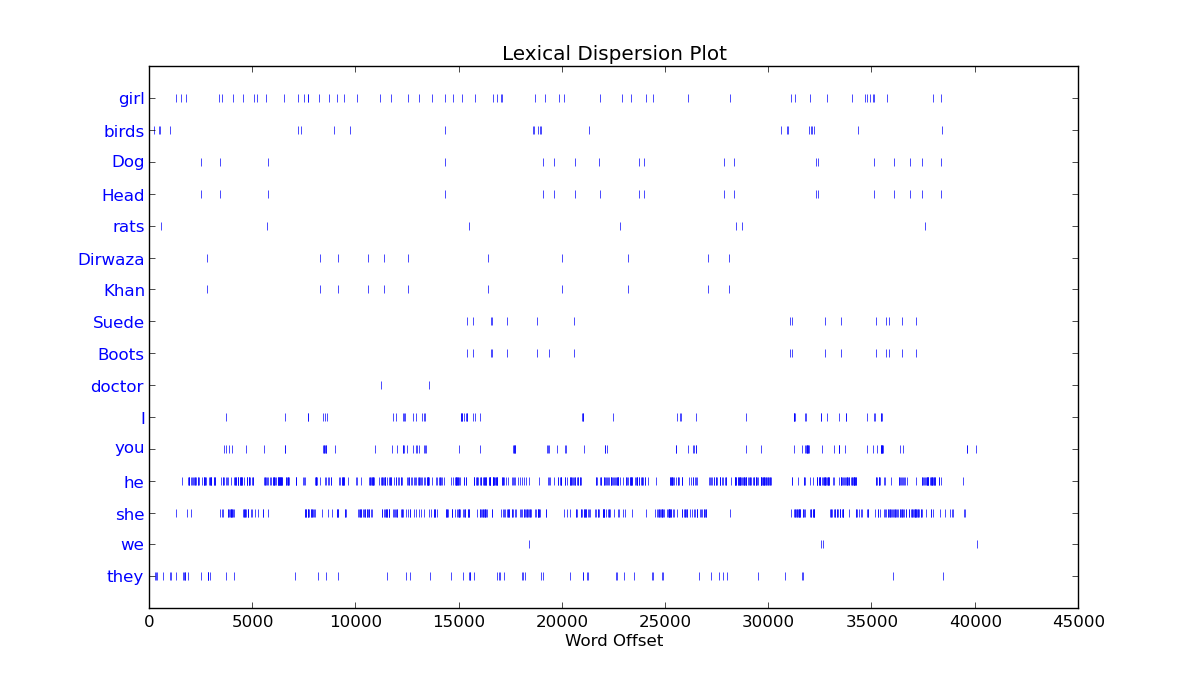 Lexical Dispersion Plot
girl
birds
Dog
Head
rats
Dirwaza
Khan
Suede
Boots
doctor
I
you
he
she
we
they
0 5000 10000 15000 20000 25000 30000 35000 40000 45000
Word Offset